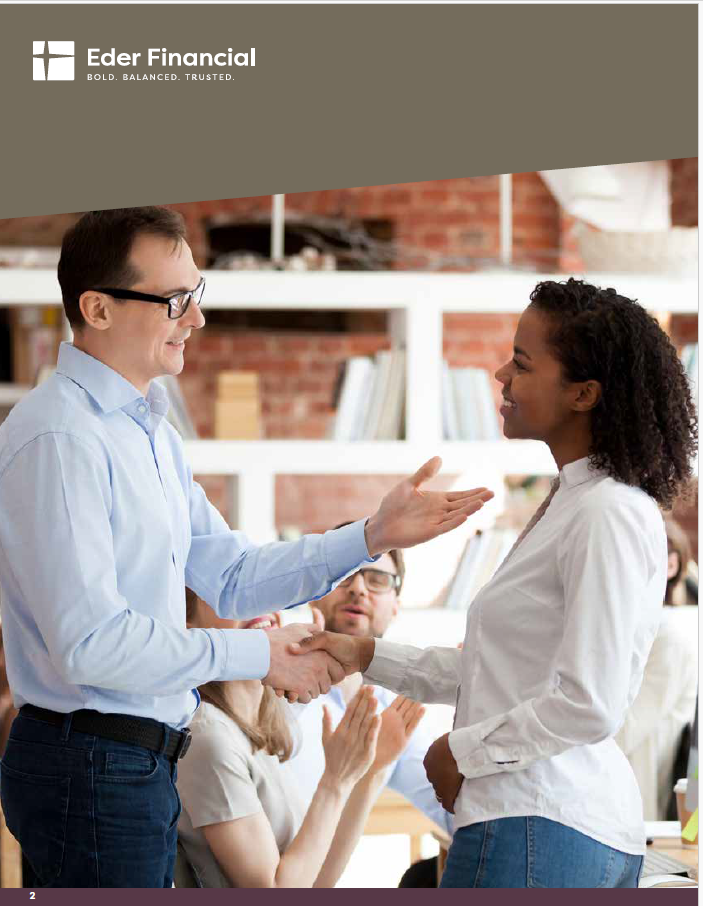 Eder Financial
BOLD. BALANCED. TRUSTED.
2